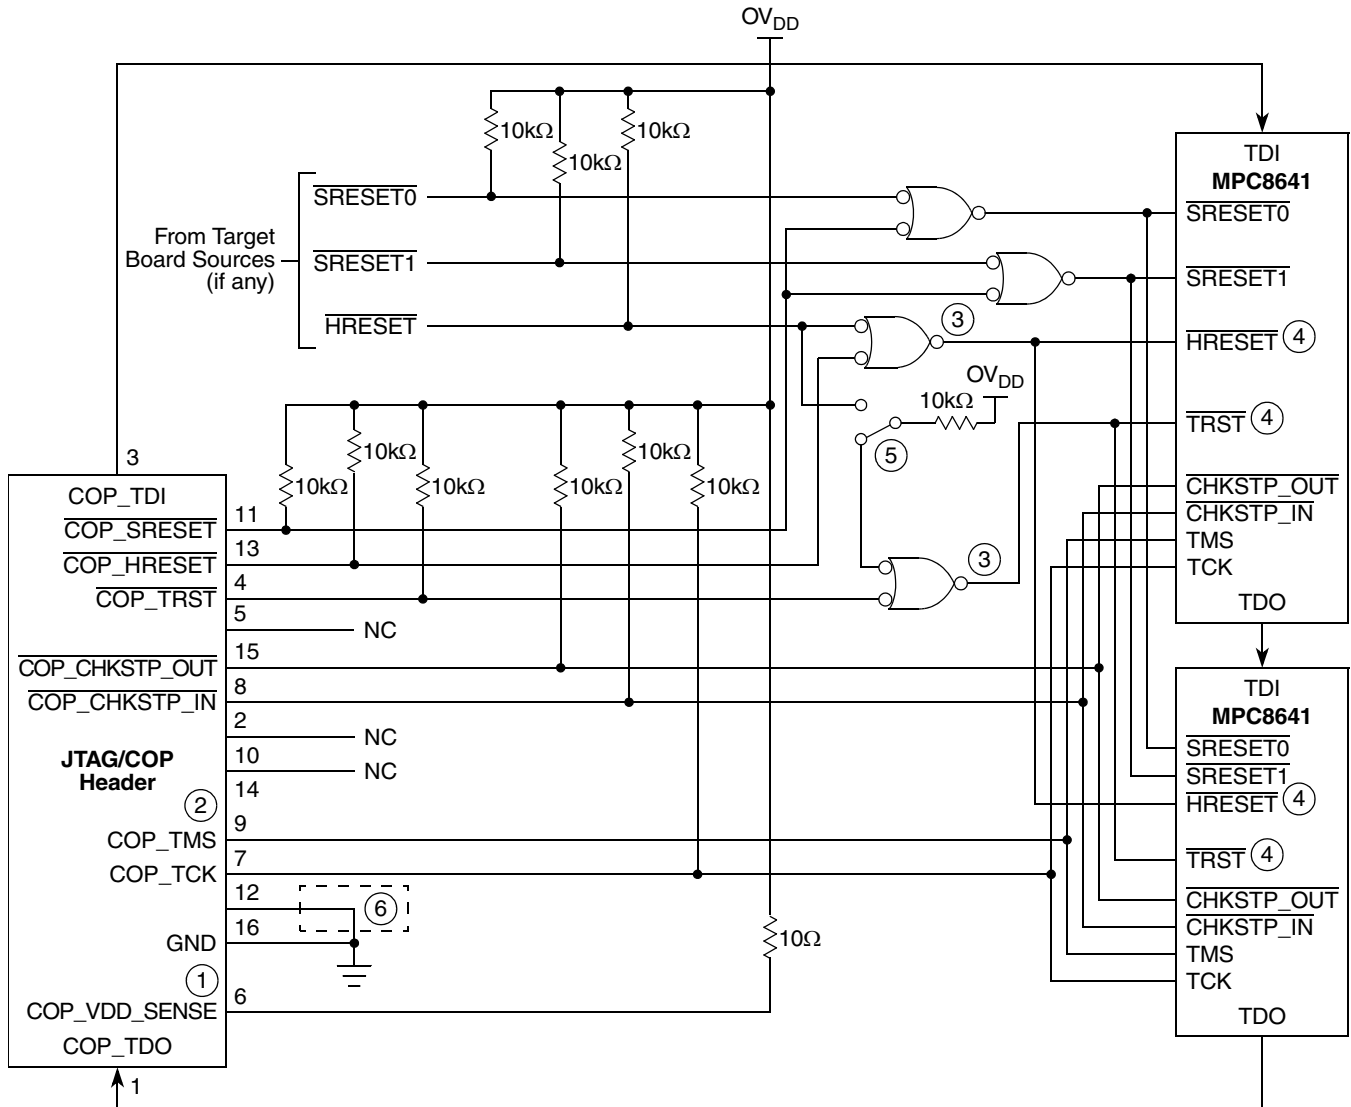 OVDD
10kΩ
10kΩ
10kΩ
From Target
Board Sources
(if any)
SRESET0
SRESET1
HRESET
3
OVDD
10kΩ
5
3
TDI
MPC8641
SRESET0
SRESET1
HRESET 4
TRST 4
CHKSTP_OUT
CHKSTP_IN
TMS
TCK
TDO
3
10kΩ
10kΩ
10kΩ
10kΩ
10kΩ
10kΩ
COP_TDI
COP_SRESET 11
COP_HRESET 13
COP_TRST 4
5 NC
COP_CHKSTP_OUT 15
COP_CHKSTP_IN 8
2 NC
JTAG/COP
Header
10 NC
14
2
COP_TMS 9
COP_TCK 7
12 6
GND 16
1
COP_VDD_SENSE 6
10Ω
COP_TDO
1
TDI
MPC8641
SRESET0
SRESET1
HRESET 4
TRST 4
CHKSTP_OUT
CHKSTP_IN
TMS
TCK
TDO